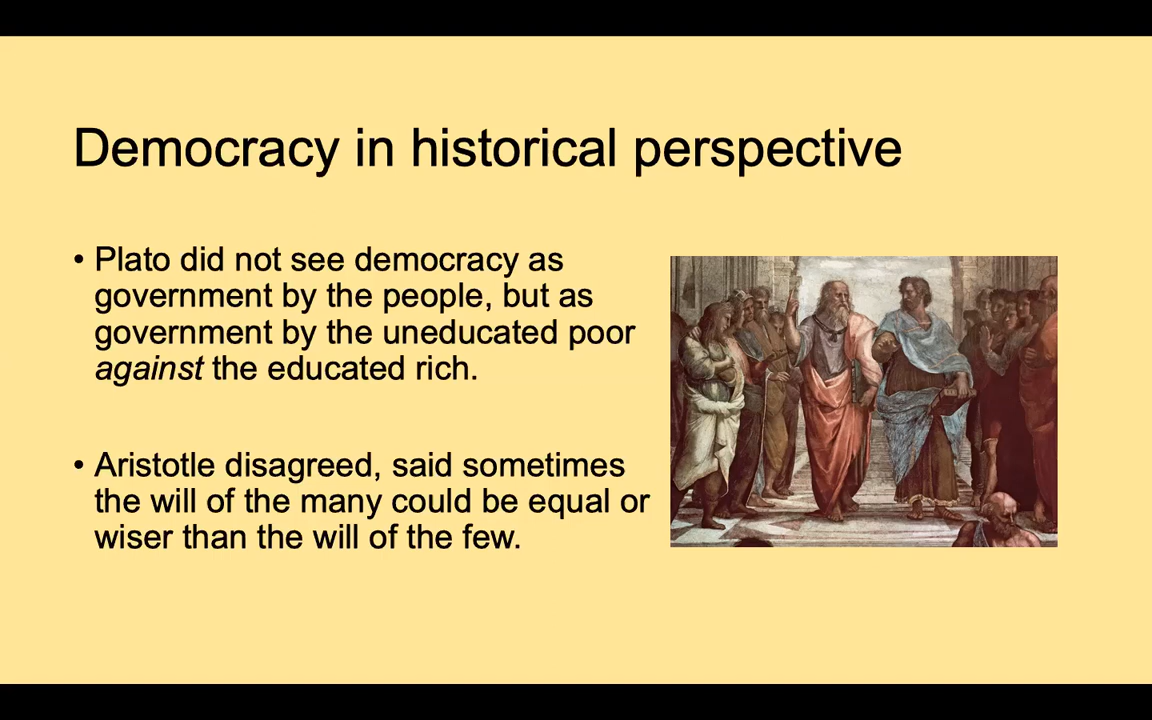 Democracy in historical perspective
• Plato did not see democracy as
government by the people, but as
government by the uneducated poor
against the educated rich.
• Aristotle disagreed, said sometimes
the will of the many could be equal or
wiser than the will of the few.